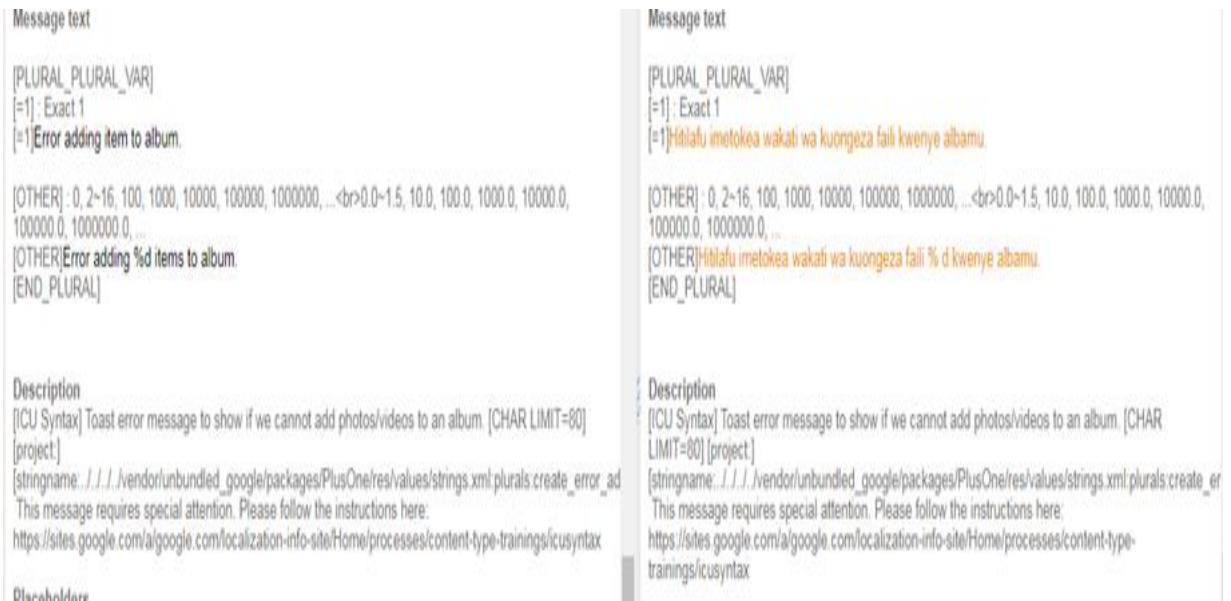 Message text
[PLURAL_PLURAL_VAR]
[=1] : Exact 1
[=1]Error adding item to album.
[OTHER] : 0, 2~16, 100, 1000, 10000, 100000, 1000000, ...<br>0.0~1.5, 10.0, 100.0, 1000.0, 10000.0,
100000.0, 1000000.0, ...
[OTHER]Error adding %d items to album.
[END_PLURAL]
Description
[ICU Syntax] Toast error message to show if we cannot add photos/videos to an album. [CHAR LIMIT=80]
[project:]
[stringname: ./././././vendor/unbundled_google/packages/PlusOne/res/values/strings.xml:plurals:create_error_ad
This message requires special attention. Please follow the instructions here:
https://sites.google.com/a/google.com/localization-info-site/Home/processes/content-type-trainings/icusyntax
Placeholders
Message text
[PLURAL_PLURAL_VAR]
[=1] : Exact 1
[=1]Hitilafu imetokea wakati wa kuongeza faili kwenye albamu.
[OTHER] : 0, 2~16, 100, 1000, 10000, 100000, 1000000, ...<br>0.0~1.5, 10.0, 100.0, 1000.0, 10000.0,
100000.0, 1000000.0, ...
[OTHER]Hitilafu imetokea wakati wa kuongeza faili % d kwenye albamu.
[END_PLURAL]
Description
[ICU Syntax] Toast error message to show if we cannot add photos/videos to an album. [CHAR
LIMIT=80] [project:]
[stringname: ./././././vendor/unbundled_google/packages/PlusOne/res/values/strings.xml:plurals:create_er
This message requires special attention. Please follow the instructions here:
https://sites.google.com/a/google.com/localization-info-site/Home/processes/content-type-
trainings/icusyntax